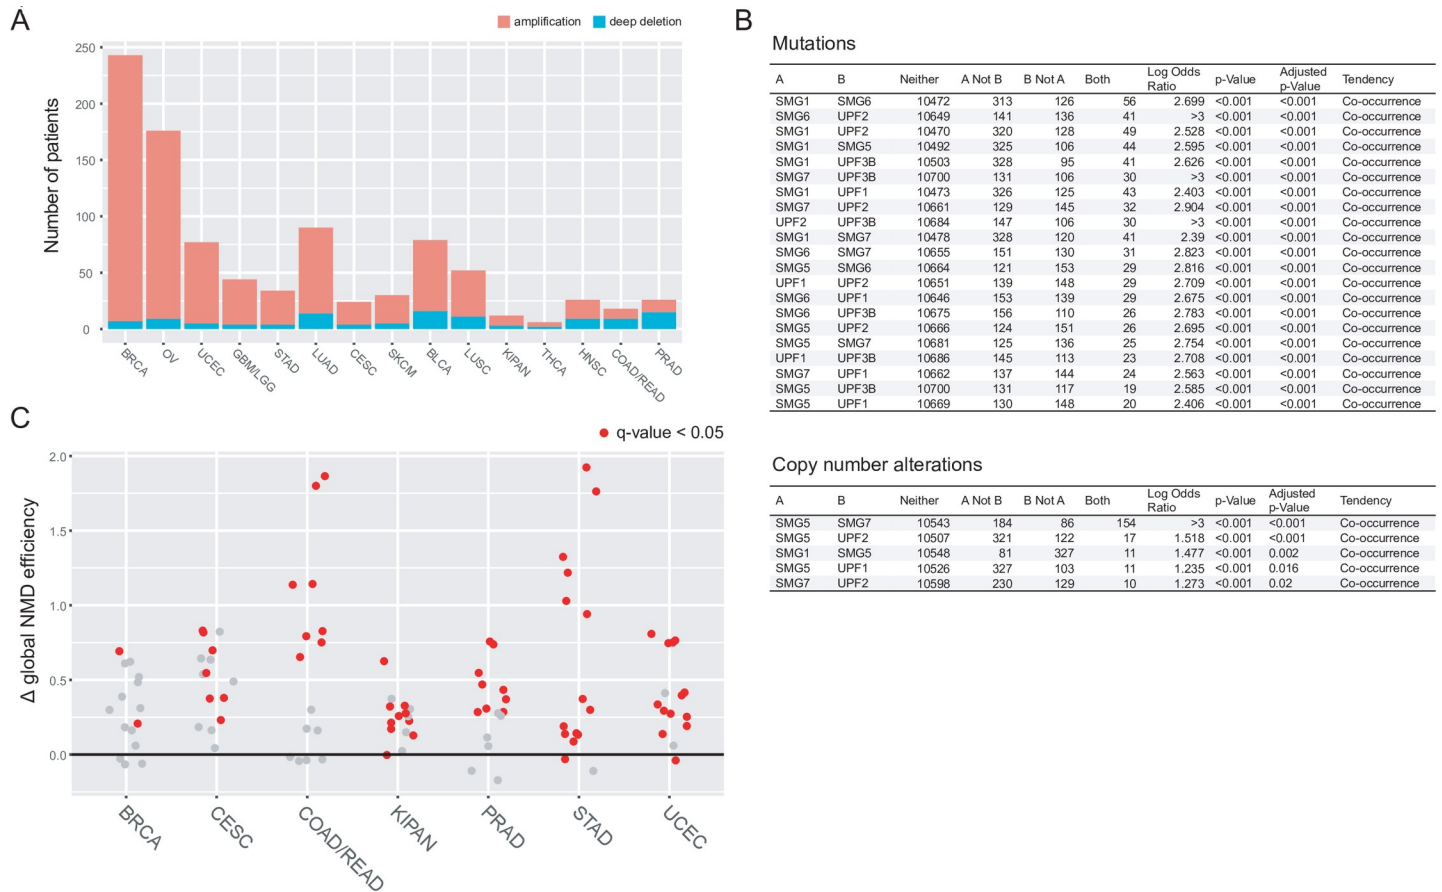 A
amplification deep deletion
Number of patients
250
200
150
100
50
0
BRCA OV UCEC GBM/LGG STAD LUAD CESC SKCM BLCA LUSC KIPAN THCA HNSC COAD/READ PRAD
B
Mutations
A B Neither A Not B B Not A Both Log Odds Ratio p-Value Adjusted p-Value Tendency
SMG1 SMG6 10472 313 126 56 2.699 <0.001 <0.001 Co-occurrence
SMG6 UPF2 10649 141 136 41 >3 <0.001 <0.001 Co-occurrence
SMG1 UPF2 10470 320 128 49 2.528 <0.001 <0.001 Co-occurrence
SMG1 SMG5 10492 325 106 44 2.595 <0.001 <0.001 Co-occurrence
SMG1 UPF3B 10503 328 95 41 2.626 <0.001 <0.001 Co-occurrence
SMG7 UPF3B 10700 131 106 30 >3 <0.001 <0.001 Co-occurrence
SMG1 UPF1 10473 326 125 43 2.403 <0.001 <0.001 Co-occurrence
SMG7 UPF2 10661 129 145 32 2.904 <0.001 <0.001 Co-occurrence
UPF2 UPF3B 10684 147 106 30 >3 <0.001 <0.001 Co-occurrence
SMG1 SMG7 10478 328 120 41 2.39 <0.001 <0.001 Co-occurrence
SMG6 SMG7 10655 151 130 31 2.823 <0.001 <0.001 Co-occurrence
SMG5 SMG6 10664 121 153 29 2.816 <0.001 <0.001 Co-occurrence
UPF1 UPF2 10651 139 148 29 2.709 <0.001 <0.001 Co-occurrence
SMG6 UPF1 10646 153 139 29 2.675 <0.001 <0.001 Co-occurrence
SMG6 UPF3B 10675 156 110 26 2.783 <0.001 <0.001 Co-occurrence
SMG5 UPF2 10666 124 151 26 2.695 <0.001 <0.001 Co-occurrence
SMG5 SMG7 10681 125 136 25 2.754 <0.001 <0.001 Co-occurrence
UPF1 UPF3B 10686 145 113 23 2.708 <0.001 <0.001 Co-occurrence
SMG7 UPF1 10662 137 144 24 2.563 <0.001 <0.001 Co-occurrence
SMG5 UPF3B 10700 131 117 19 2.585 <0.001 <0.001 Co-occurrence
SMG5 UPF1 10669 130 148 20 2.406 <0.001 <0.001 Co-occurrence
Copy number alterations
A B Neither A Not B B Not A Both Log Odds Ratio p-Value Adjusted p-Value Tendency
SMG5 SMG7 10543 184 86 154 >3 <0.001 <0.001 Co-occurrence
SMG5 UPF2 10507 321 122 17 1.518 <0.001 <0.001 Co-occurrence
SMG1 SMG5 10548 81 327 11 1.477 <0.001 0.002 Co-occurrence
SMG5 UPF1 10526 327 103 11 1.235 <0.001 0.016 Co-occurrence
SMG7 UPF2 10598 230 129 10 1.273 <0.001 0.02 Co-occurrence
C
q-value < 0.05
Δ global NMD efficiency
2.0
1.5
1.0
0.5
0.0
BRCA CESC COAD/READ KIPAN PRAD STAD UCEC